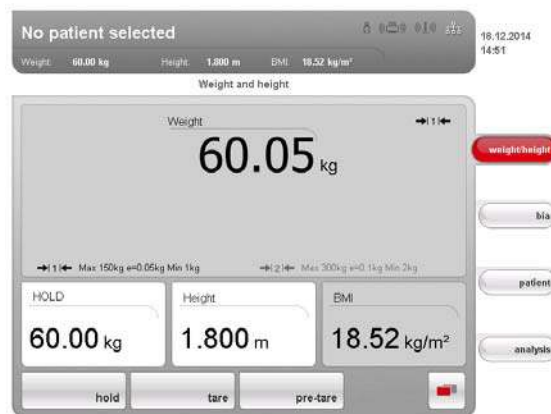 No patient selected
18.12.2014
14:51
Weight: 60.00 kg Height: 1.800 m BMI: 18.52 kg/m²
Weight and height
Weight
→|1|←
60.05 kg
weight/height
bia
→|1|← Max 150kg e=0.05kg Min 1kg →|2|← Max 300kg e=0.1kg Min 2kg
patient
HOLD Height BMI
60.00 kg 1.800 m 18.52 kg/m²
analysis
hold tare pre-tare